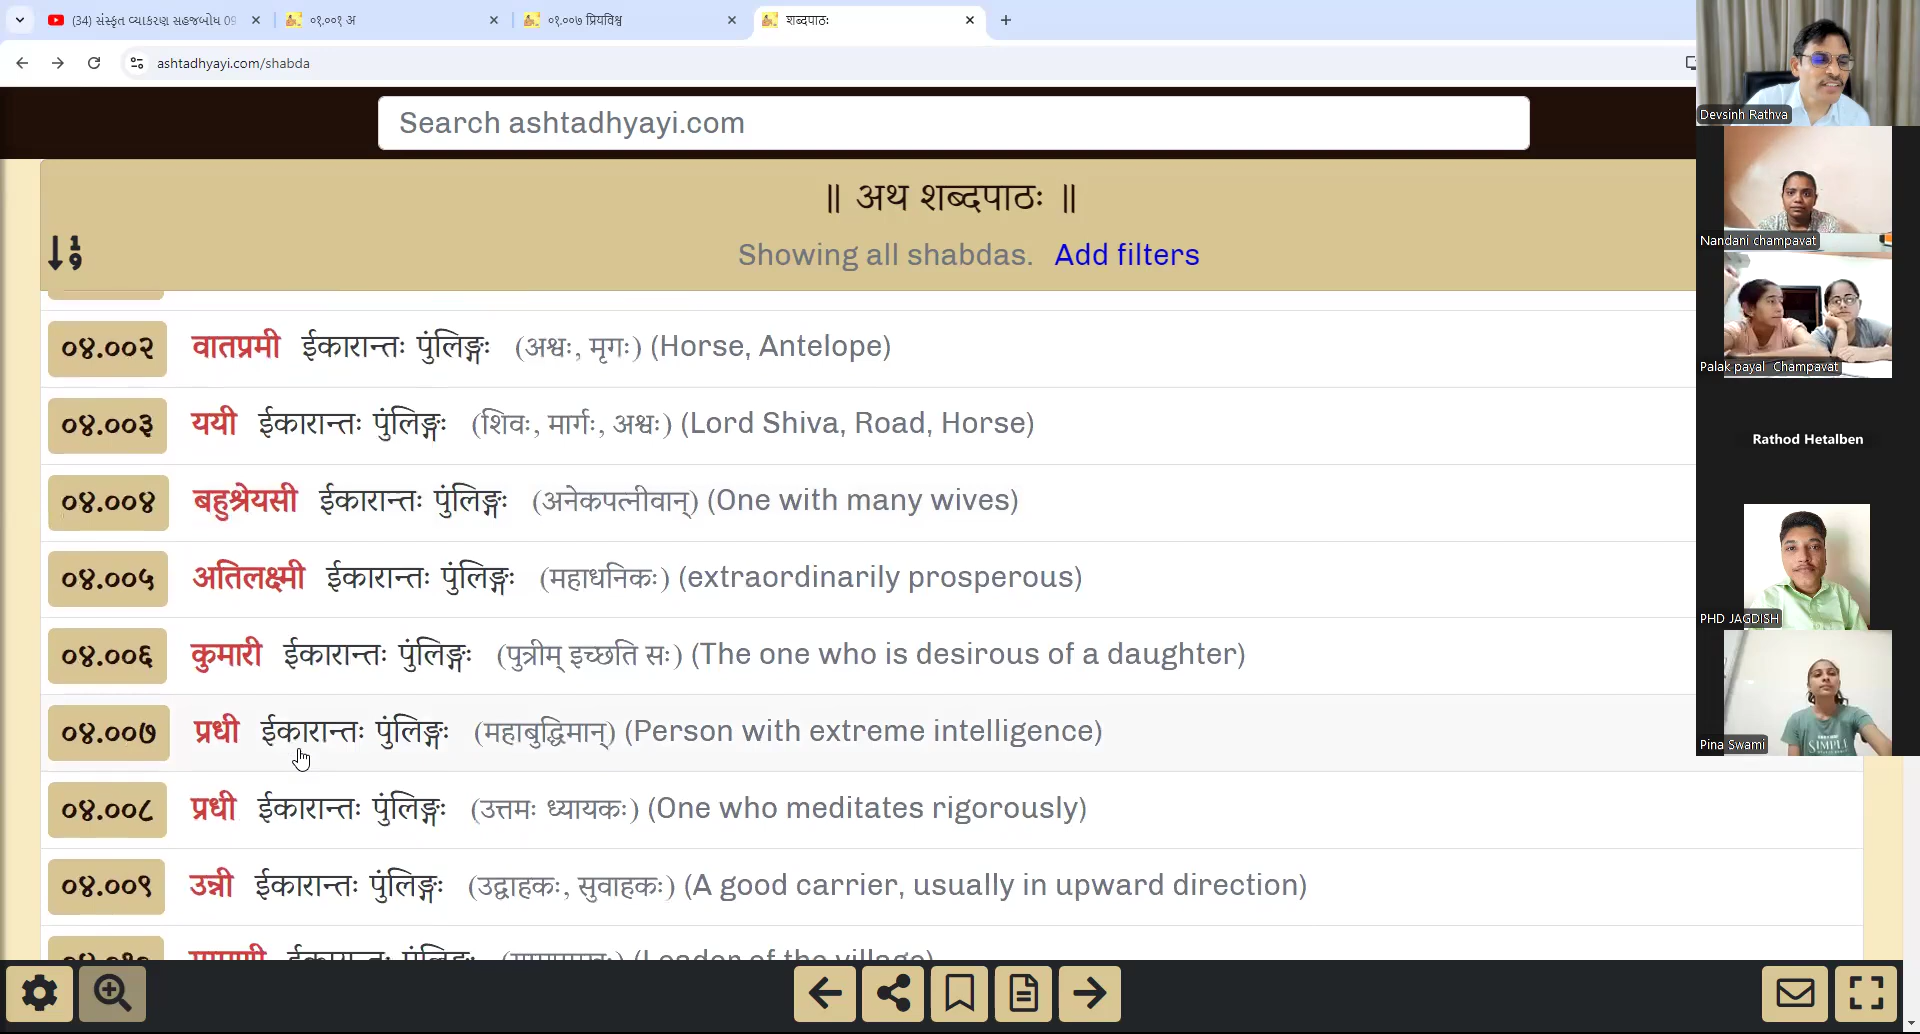 (34) સંસ્કૃત વ્યાકરણ સહજબોધ 09
०१.००१ अ
०१.००७ प्रियविश्व
शब्दपाठः
ashtadhyayi.com/shabda
Search ashtadhyayi.com
॥ अथ शब्दपाठः ॥
Showing all shabdas. Add filters
०४.००२ वातप्रमी ईकारान्तः पुंलिङ्गः (अश्वः, मृगः) (Horse, Antelope)
०४.००३ ययी ईकारान्तः पुंलिङ्गः (शिवः, मार्गः, अश्वः) (Lord Shiva, Road, Horse)
०४.००४ बहुश्रेयसी ईकारान्तः पुंलिङ्गः (अनेकपत्नीवान्) (One with many wives)
०४.००५ अतिलक्ष्मी ईकारान्तः पुंलिङ्गः (महाधनिकः) (extraordinarily prosperous)
०४.००६ कुमारी ईकारान्तः पुंलिङ्गः (पुत्रीम् इच्छति सः) (The one who is desirous of a daughter)
०४.००७ प्रधी ईकारान्तः पुंलिङ्गः (महाबुद्धिमान्) (Person with extreme intelligence)
०४.००८ प्रधी ईकारान्तः पुंलिङ्गः (उत्तमः ध्यायकः) (One who meditates rigorously)
०४.००९ उन्नी ईकारान्तः पुंलिङ्गः (उद्वाहकः, सुवाहकः) (A good carrier, usually in upward direction)
ईकारान्तः पुंलिङ्गः (Leader of the village)
Devsinh Rathva
Nandani champavat
Palak payal Champavat
Rathod Hetalben
PHD JAGDISH
SIMPLE
Pina Swami